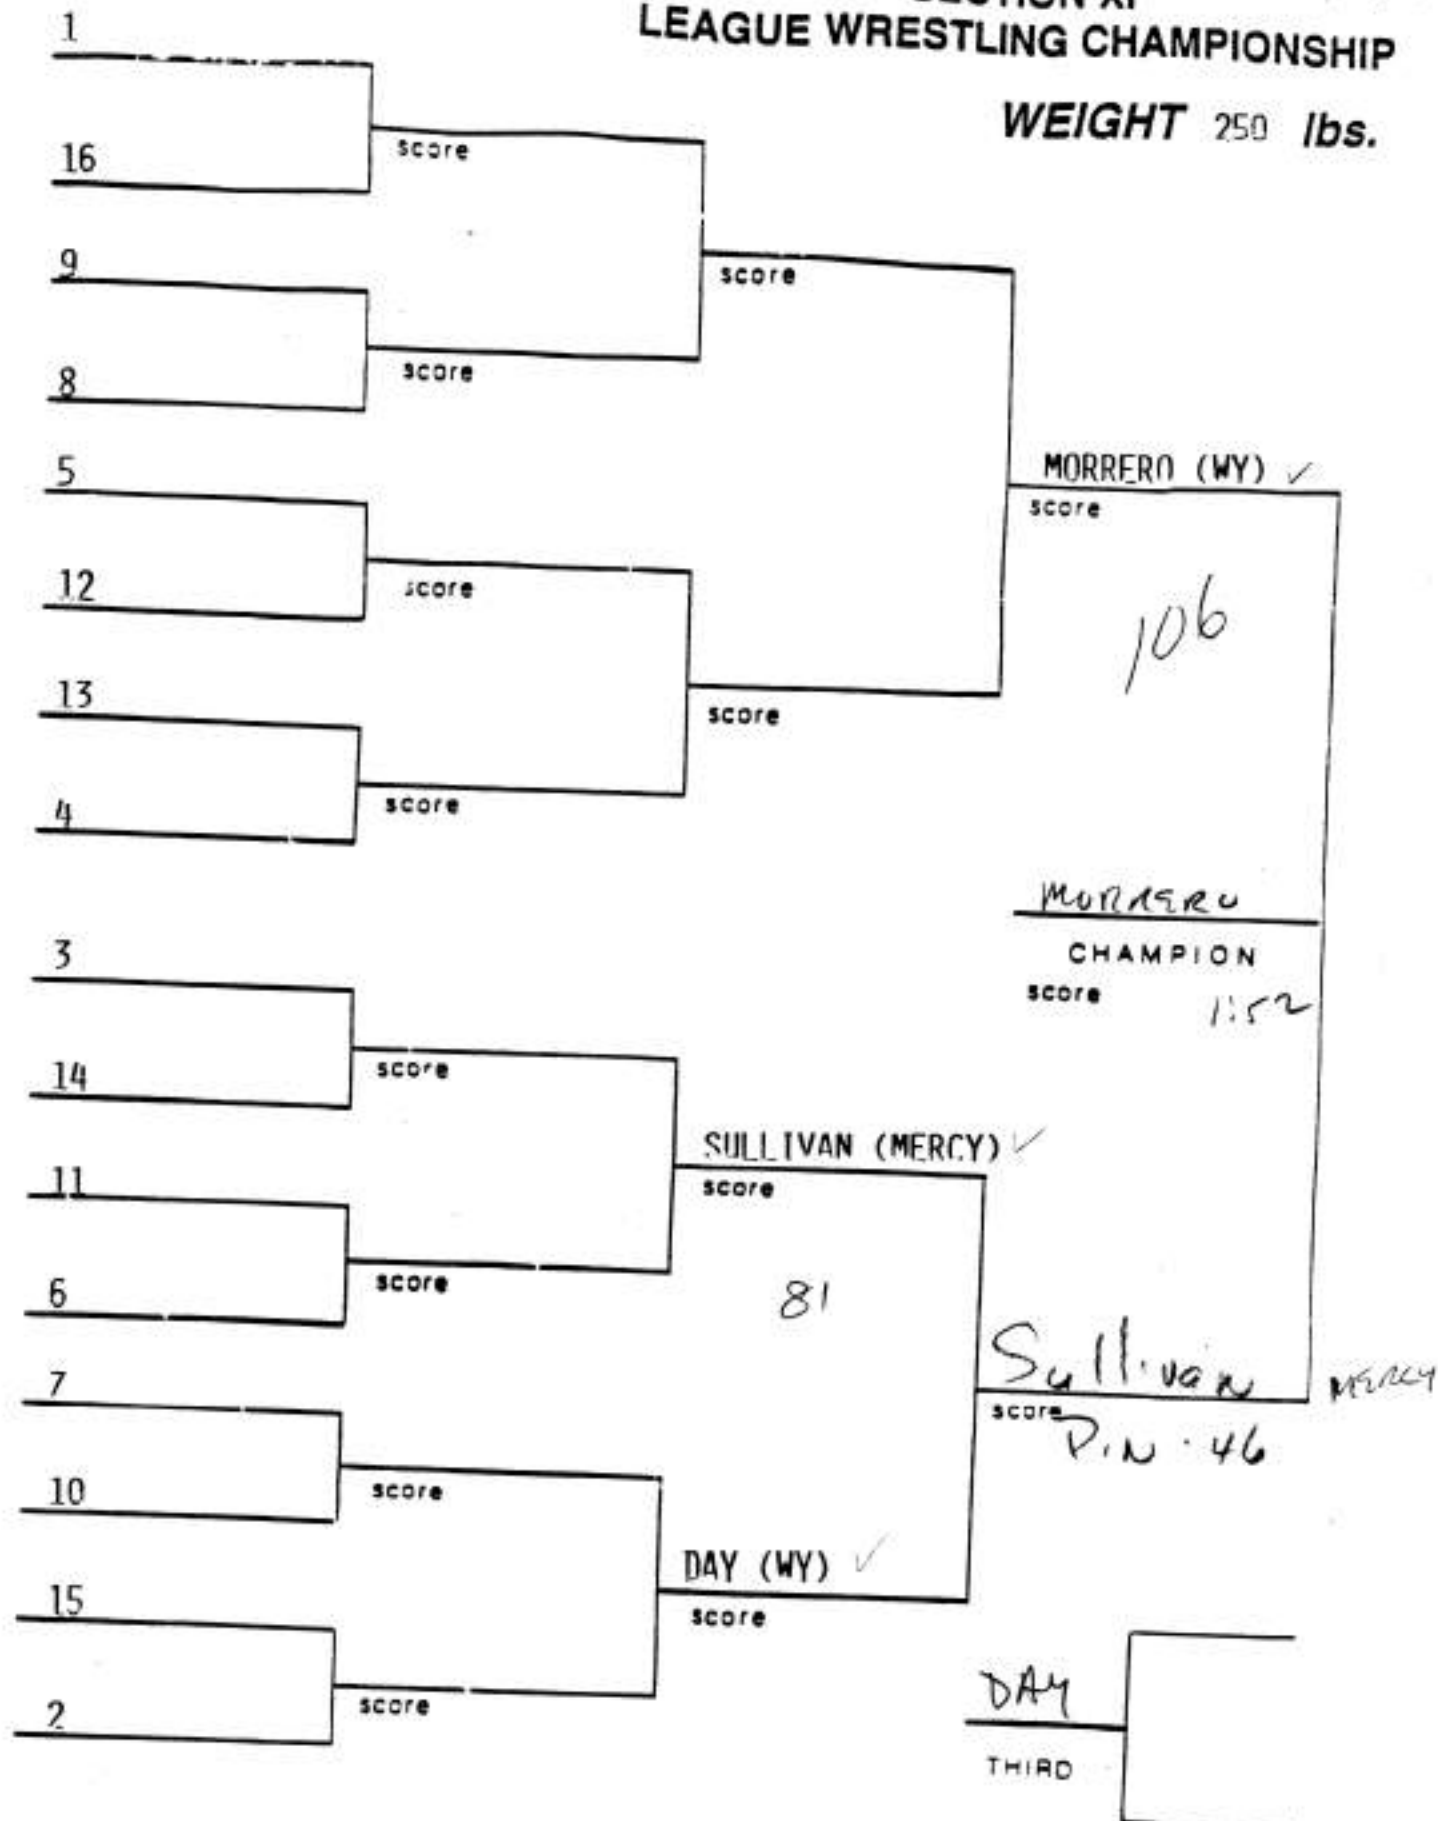 SECTION XI
LEAGUE WRESTLING CHAMPIONSHIP
WEIGHT 250 lbs.
1
score
16
score
9
score
8
5
MORRERO (WY) ✓
score
12
score
106
13
score
4
score
MORRERO
CHAMPION
score 1:52
3
score
14
SULLIVAN (MERCY) ✓
score
11
score
6
81
7
Sullivan MERCY
score
PIN :46
10
score
DAY (WY) ✓
score
15
score
2
DAY
THIRD